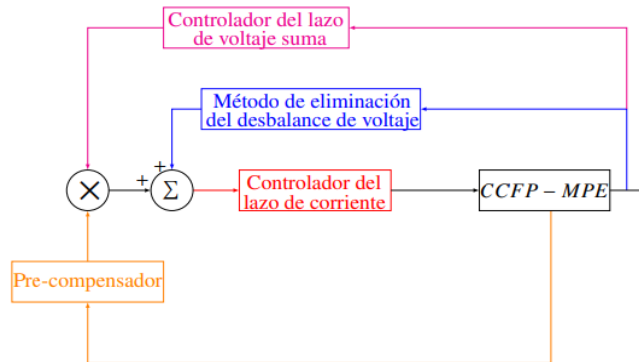 Controlador del lazo
de voltaje suma
Método de eliminación
del desbalance de voltaje
+
+
×
Σ
Controlador del
lazo de corriente
CCFP − MPE
Pre-compensador